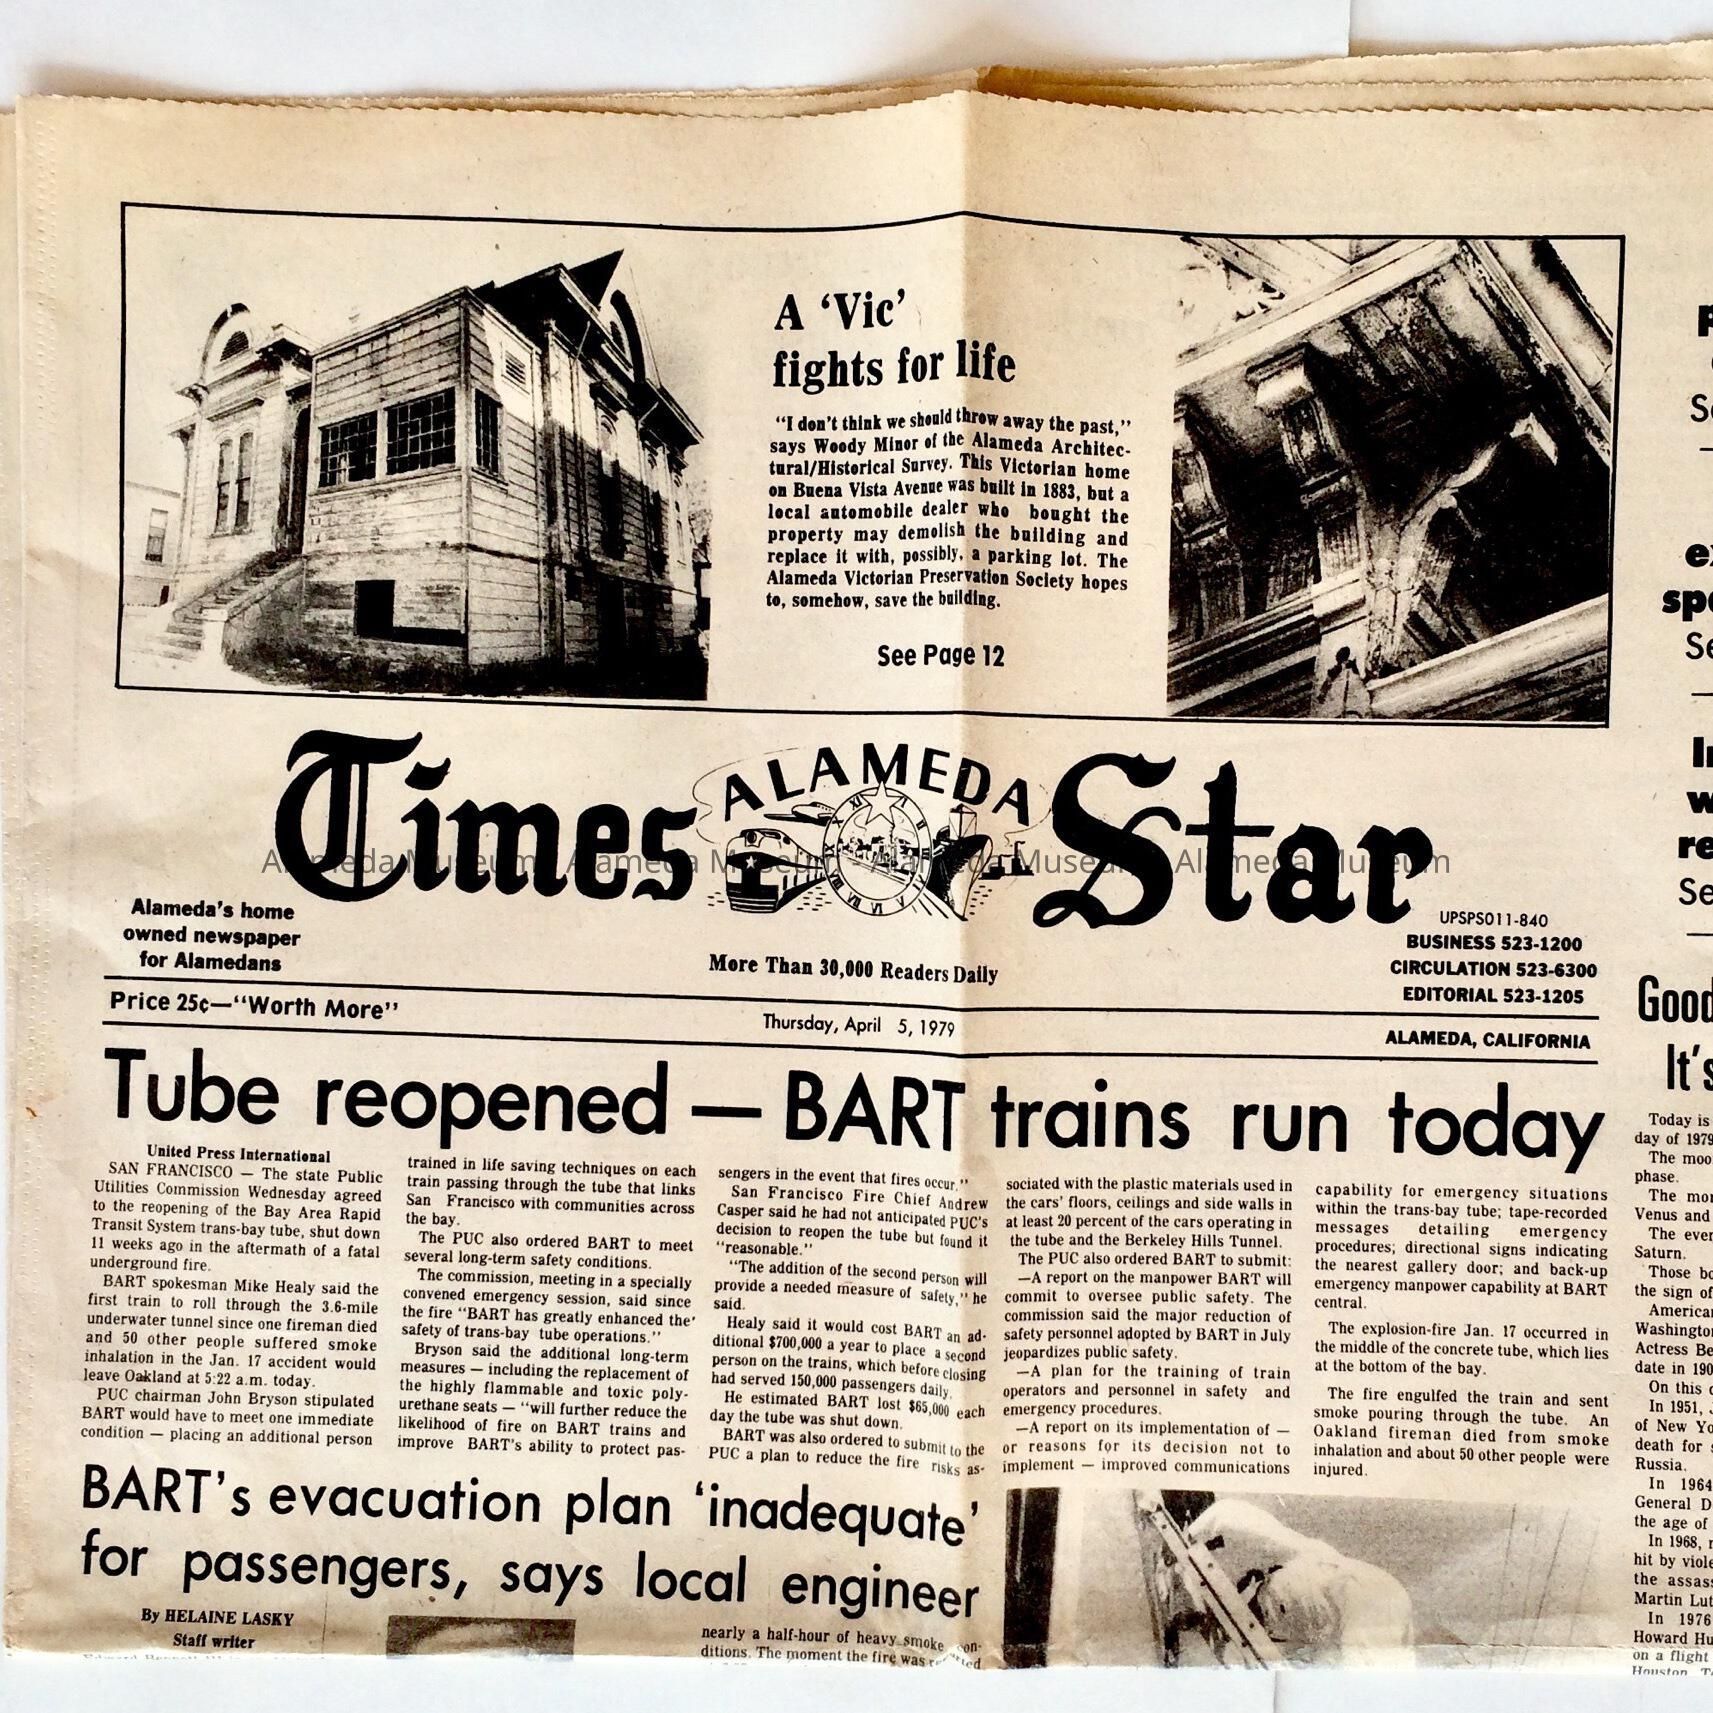 A ‘Vic’
fights for life
“I don’t think we should throw away the past,”
says Woody Minor of the Alameda Architec-
tural/Historical Survey. This Victorian home
on Buena Vista Avenue was built in 1883, but a
local automobile dealer who bought the
property may demolish the building and
replace it with, possibly, a parking lot. The
Alameda Victorian Preservation Society hopes
to, somehow, save the building.
See Page 12
Times ALAMEDA Star
Alameda Museum Alameda Museum Alameda Museum Alameda Museum
Alameda’s home
owned newspaper
for Alamedans
More Than 30,000 Readers Daily
UPSPS011-840
BUSINESS 523-1200
CIRCULATION 523-6300
EDITORIAL 523-1205
Price 25¢—“Worth More”
Thursday, April 5, 1979
ALAMEDA, CALIFORNIA
Tube reopened — BART trains run today
United Press International
SAN FRANCISCO — The state Public
Utilities Commission Wednesday agreed
to the reopening of the Bay Area Rapid
Transit System trans-bay tube, shut down
11 weeks ago in the aftermath of a fatal
underground fire.
BART spokesman Mike Healy said the
first train to roll through the 3.6-mile
underwater tunnel since one fireman died
and 50 other people suffered smoke
inhalation in the Jan. 17 accident would
leave Oakland at 5:22 a.m. today.
PUC chairman John Bryson stipulated
BART would have to meet one immediate
condition — placing an additional person
trained in life saving techniques on each
train passing through the tube that links
San Francisco with communities across
the bay.
The PUC also ordered BART to meet
several long-term safety conditions.
The commission, meeting in a specially
convened emergency session, said since
the fire “BART has greatly enhanced the
safety of trans-bay tube operations.”
Bryson said the additional long-term
measures — including the replacement of
the highly flammable and toxic poly-
urethane seats — “will further reduce the
likelihood of fire on BART trains and
improve BART’s ability to protect pas-
sengers in the event that fires occur.”
San Francisco Fire Chief Andrew
Casper said he had not anticipated PUC’s
decision to reopen the tube but found it
“reasonable.”
“The addition of the second person will
provide a needed measure of safety,” he
said.
Healy said it would cost BART an ad-
ditional $700,000 a year to place a second
person on the trains, which before closing
had served 150,000 passengers daily.
He estimated BART lost $65,000 each
day the tube was shut down.
BART was also ordered to submit to the
PUC a plan to reduce the fire risks as-
sociated with the plastic materials used in
the cars’ floors, ceilings and side walls in
at least 20 percent of the cars operating in
the tube and the Berkeley Hills Tunnel.
The PUC also ordered BART to submit:
—A report on the manpower BART will
commit to oversee public safety. The
commission said the major reduction of
safety personnel adopted by BART in July
jeopardizes public safety.
—A plan for the training of train
operators and personnel in safety and
emergency procedures.
—A report on its implementation of —
or reasons for its decision not to
implement — improved communications
capability for emergency situations
within the trans-bay tube; tape-recorded
messages detailing emergency
procedures; directional signs indicating
the nearest gallery door; and back-up
emergency manpower capability at BART
central.
The explosion-fire Jan. 17 occurred in
the middle of the concrete tube, which lies
at the bottom of the bay.
The fire engulfed the train and sent
smoke pouring through the tube. An
Oakland fireman died from smoke
inhalation and about 50 other people were
injured.
BART’s evacuation plan ‘inadequate’
for passengers, says local engineer
By HELAINE LASKY
Staff writer
nearly a half-hour of heavy smoke con-
ditions. The moment the fire was
Good
It’s
Today is
day of 1979
The moo
phase.
The mor
Venus and
The even
Saturn.
Those bo
the sign of
American
Washington
Actress Be
date in 190
On this d
In 1951, J
of New Yo
death for s
Russia.
In 1964
General D
the age of
In 1968, r
hit by viole
the assass
Martin Lut
In 1976
Howard Hu
on a flight